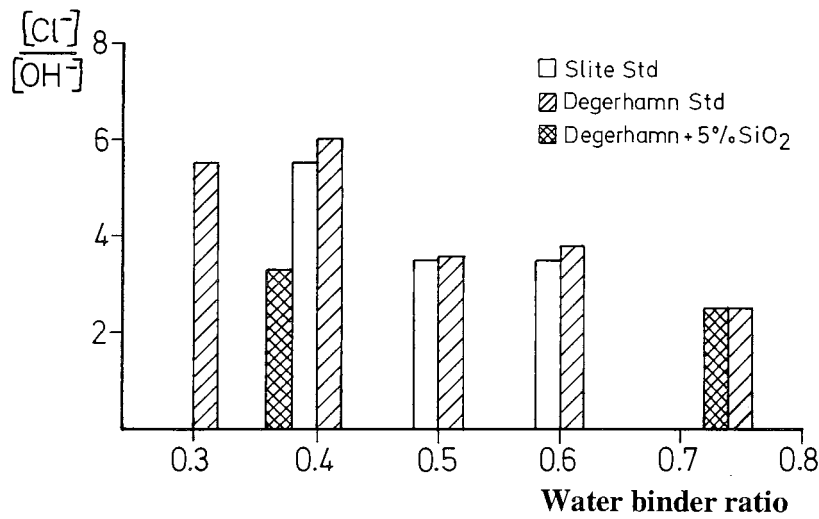 [Cl⁻]
[OH⁻]
8
6
4
2
Slite Std
Degerhamn Std
Degerhamn + 5% SiO₂
0.3 0.4 0.5 0.6 0.7 0.8
Water binder ratio